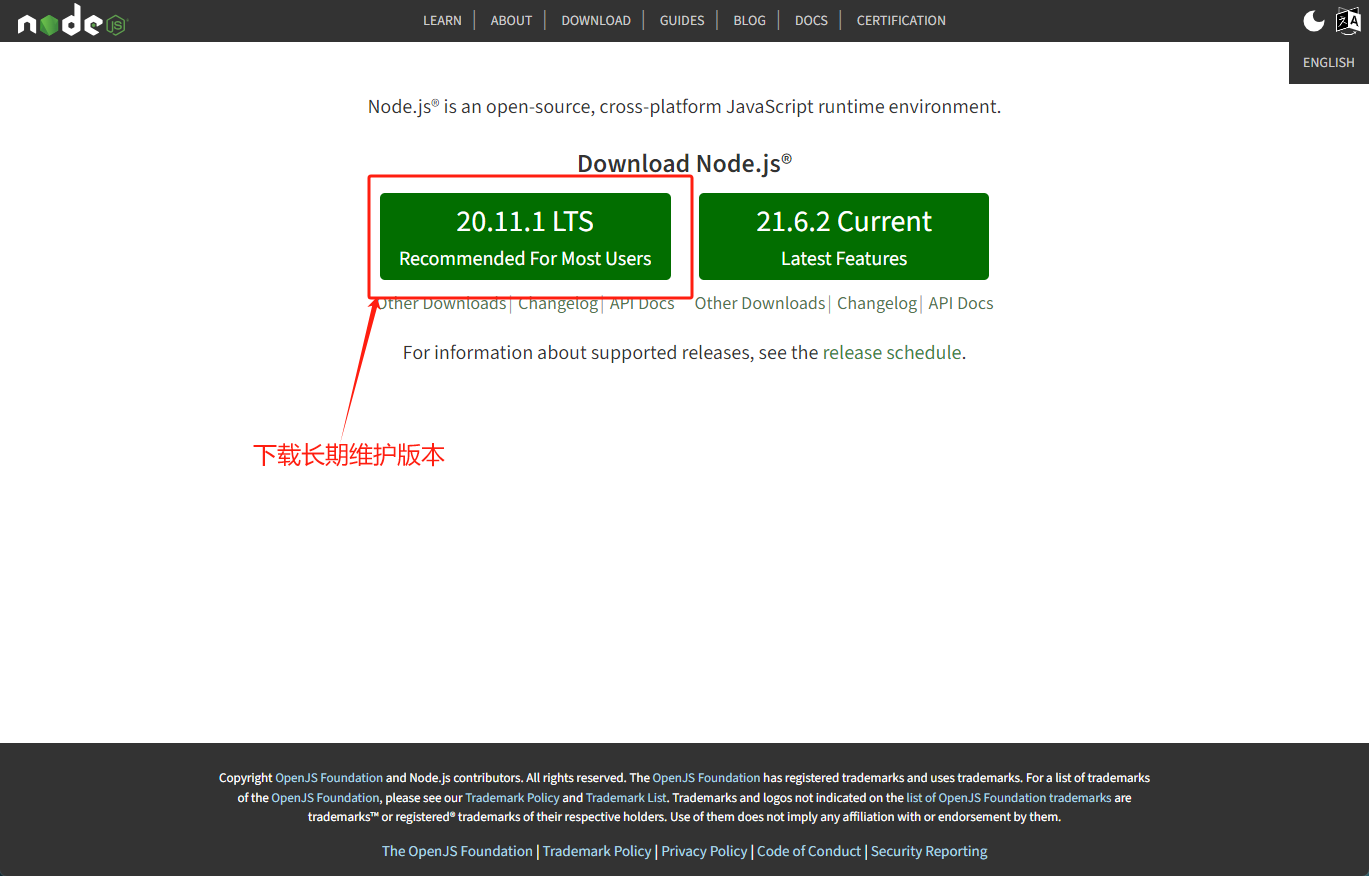 node JS
LEARN | ABOUT | DOWNLOAD | GUIDES | BLOG | DOCS | CERTIFICATION
ENGLISH
Node.js® is an open-source, cross-platform JavaScript runtime environment.
Download Node.js®
20.11.1 LTS
Recommended For Most Users
21.6.2 Current
Latest Features
Other Downloads | Changelog | API Docs
Other Downloads | Changelog | API Docs
For information about supported releases, see the release schedule.
下载长期维护版本
Copyright OpenJS Foundation and Node.js contributors. All rights reserved. The OpenJS Foundation has registered trademarks and uses trademarks. For a list of trademarks
of the OpenJS Foundation, please see our Trademark Policy and Trademark List. Trademarks and logos not indicated on the list of OpenJS Foundation trademarks are
trademarks™ or registered® trademarks of their respective holders. Use of them does not imply any affiliation with or endorsement by them.
The OpenJS Foundation | Trademark Policy | Privacy Policy | Code of Conduct | Security Reporting